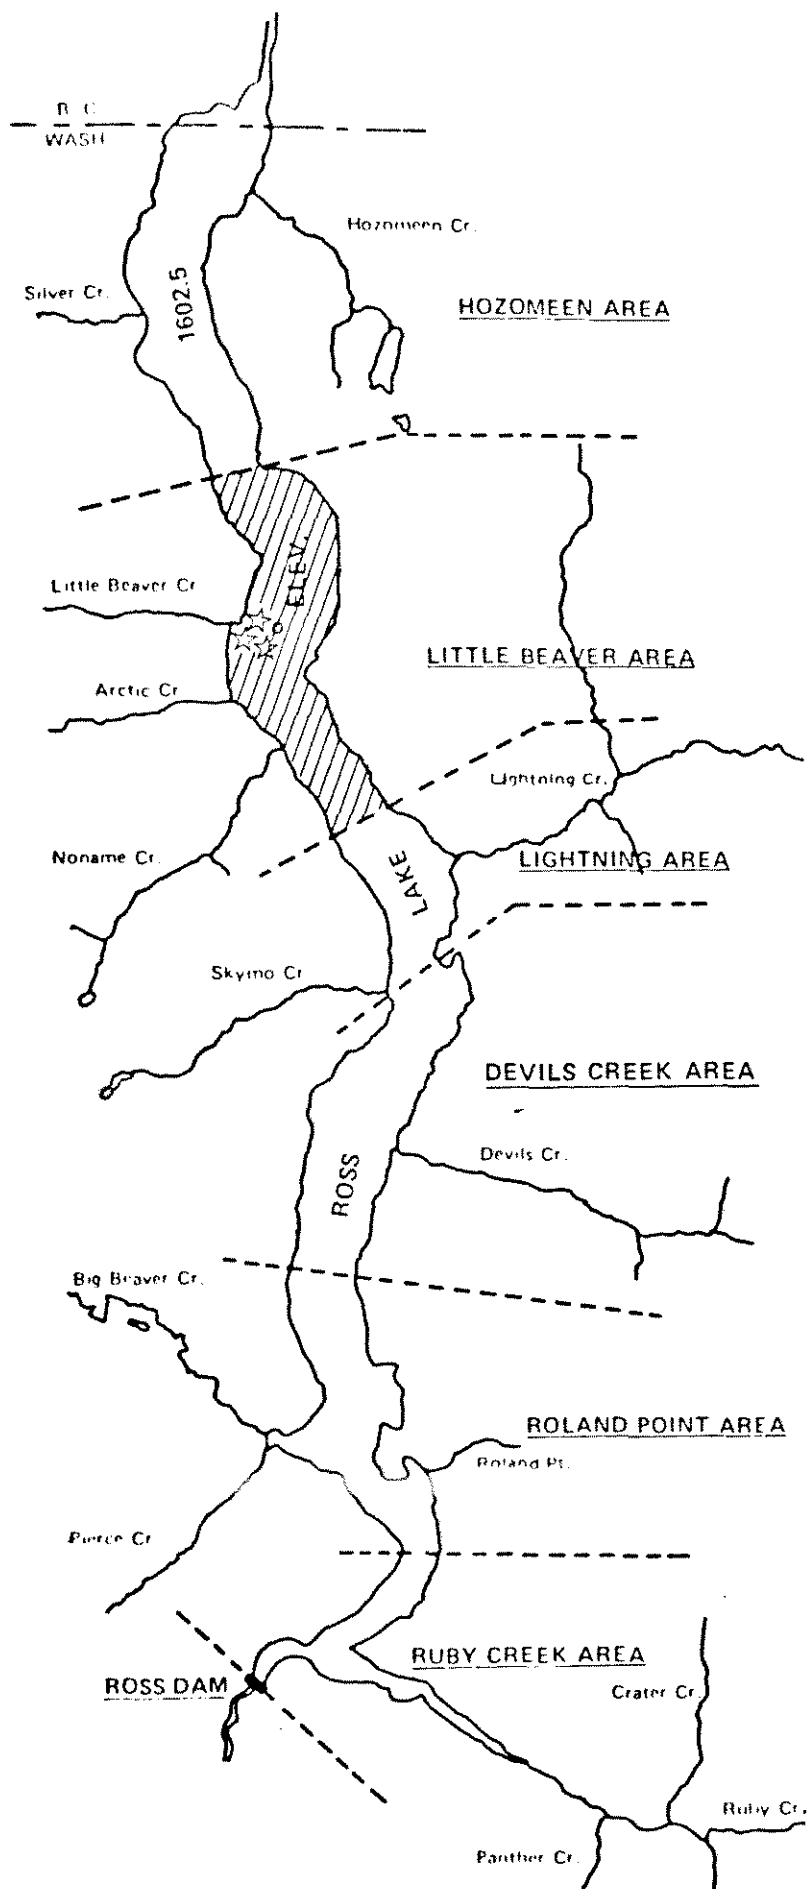 B C
WASH
Hozomeen Cr.
Silver Cr.
1602.5
HOZOMEEN AREA
ELEV.
Little Beaver Cr
LITTLE BEAVER AREA
Arctic Cr
Lightning Cr.
Noname Cr.
LAKE
LIGHTNING AREA
Skymo Cr
DEVILS CREEK AREA
Devils Cr.
ROSS
Big Beaver Cr.
ROLAND POINT AREA
Roland Pt.
Pierce Cr
RUBY CREEK AREA
ROSS DAM
Crater Cr.
Ruby Cr.
Panther Cr.